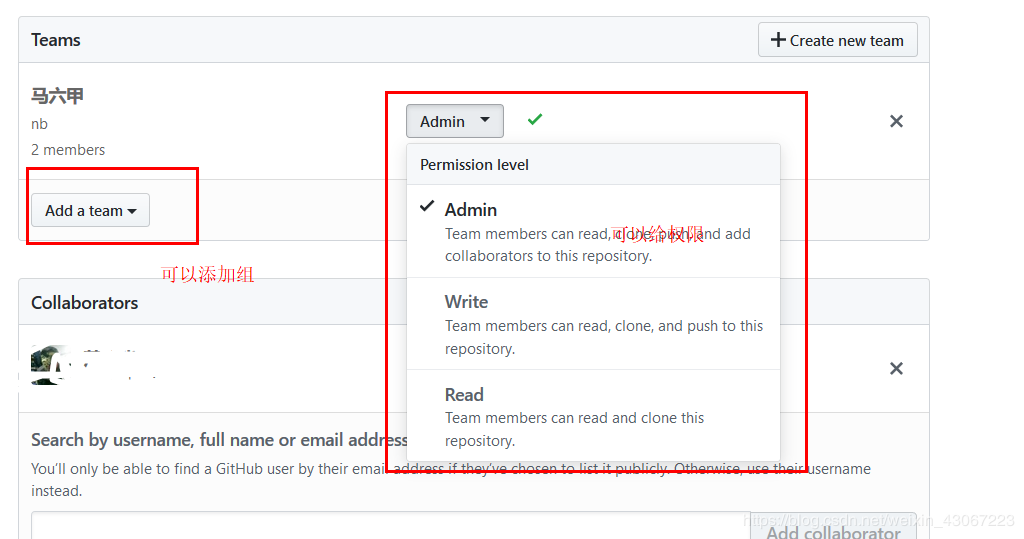 Teams
Create new team
马六甲
nb
2 members
Admin
Permission level
Add a team
Admin
Team members can read, clone, push, and add
collaborators to this repository.
可以给权限
可以添加组
Collaborators
Write
Team members can read, clone, and push to this
repository.
Read
Team members can read and clone this
repository.
Search by username, full name or email address
You'll only be able to find a GitHub user by their email address if they've chosen to list it publicly. Otherwise, use their username
instead.
Add collaborator
https://blog.csdn.net/weixin_43067223